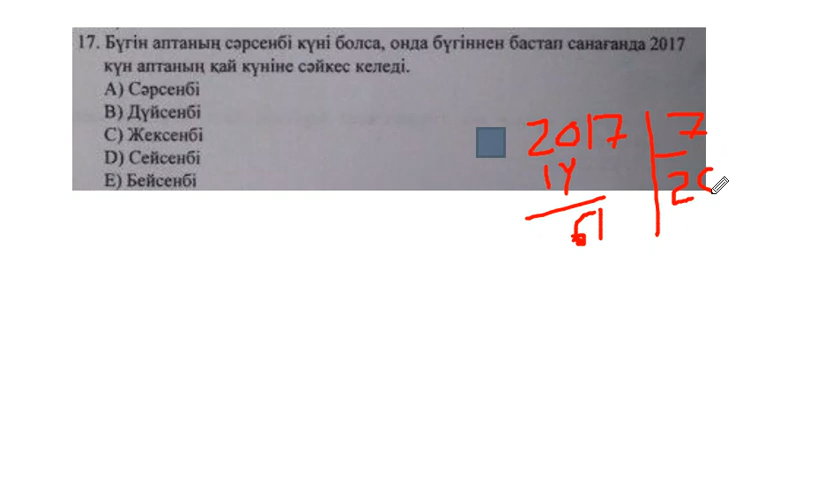 17. Бүгін аптаның сәрсенбі күні болса, онда бүгіннен бастап санағанда 2017
күн аптаның қай күніне сәйкес келеді.
A) Сәрсенбі
B) Дүйсенбі
C) Жексенбі
D) Сейсенбі
E) Бейсенбі
2017 7
14 2
61